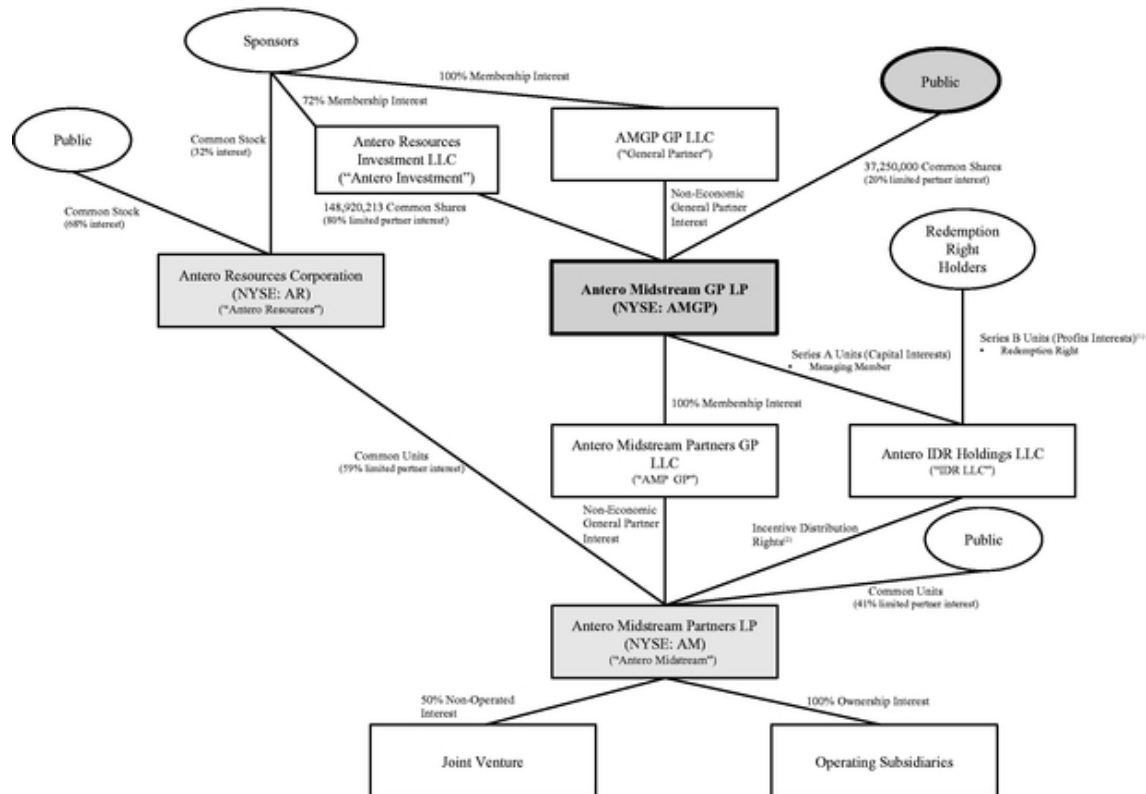 Sponsors
100% Membership Interest
Public
72% Membership Interest
Public
Common Stock
(32% interest)
Antero Resources
Investment LLC
(“Antero Investment”)
AMGP GP LLC
(“General Partner”)
37,250,000 Common Shares
(20% limited partner interest)
Common Stock
(68% interest)
148,920,213 Common Shares
(80% limited partner interest)
Non-Economic
General Partner
Interest
Redemption
Right
Holders
Antero Resources Corporation
(NYSE: AR)
(“Antero Resources”)
Antero Midstream GP LP
(NYSE: AMGP)
Series A Units (Capital Interests)
• Managing Member
Series B Units (Profits Interests)(1)
• Redemption Right
100% Membership Interest
Common Units
(59% limited partner interest)
Antero Midstream Partners GP
LLC
(“AMP GP”)
Antero IDR Holdings LLC
(“IDR LLC”)
Non-Economic
General Partner
Interest
Incentive Distribution
Rights(2)
Public
Common Units
(41% limited partner interest)
Antero Midstream Partners LP
(NYSE: AM)
(“Antero Midstream”)
50% Non-Operated
Interest
100% Ownership Interest
Joint Venture
Operating Subsidiaries